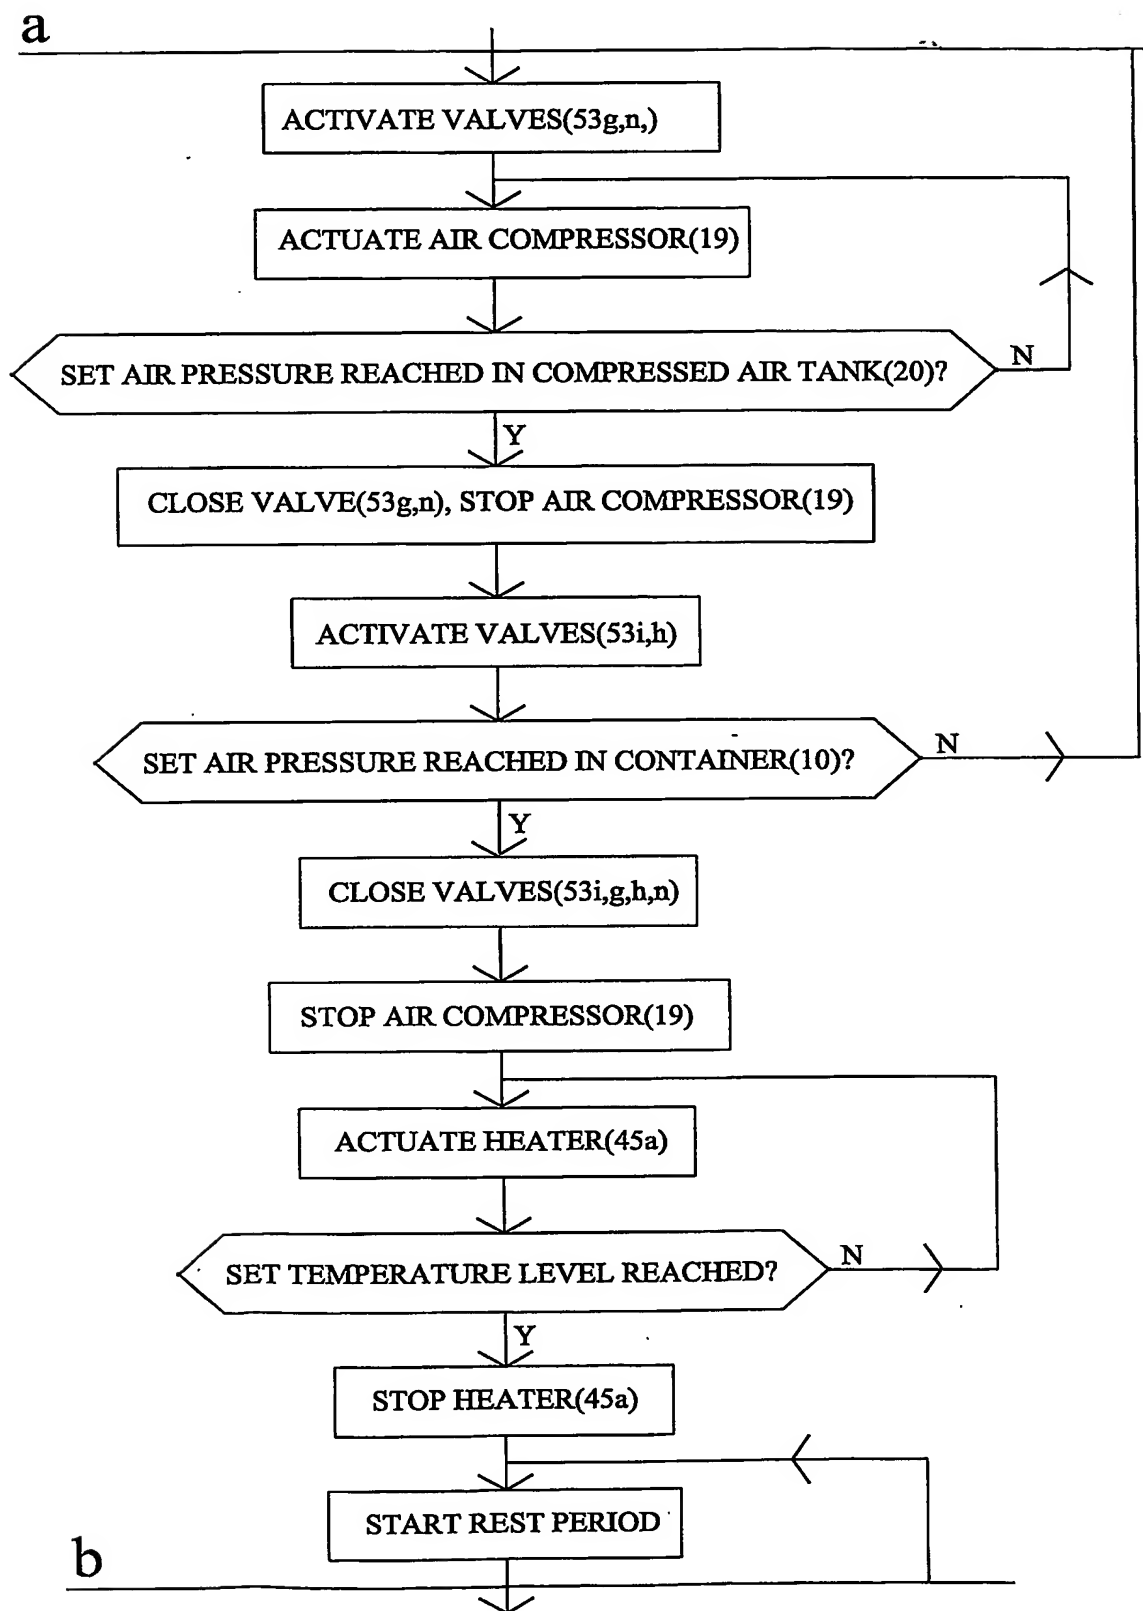 a
ACTIVATE VALVES(53g,n,)
ACTUATE AIR COMPRESSOR(19)
SET AIR PRESSURE REACHED IN COMPRESSED AIR TANK(20)?
N
Y
CLOSE VALVE(53g,n), STOP AIR COMPRESSOR(19)
ACTIVATE VALVES(53i,h)
SET AIR PRESSURE REACHED IN CONTAINER(10)?
N
Y
CLOSE VALVES(53i,g,h,n)
STOP AIR COMPRESSOR(19)
ACTUATE HEATER(45a)
SET TEMPERATURE LEVEL REACHED?
N
Y
STOP HEATER(45a)
START REST PERIOD
b